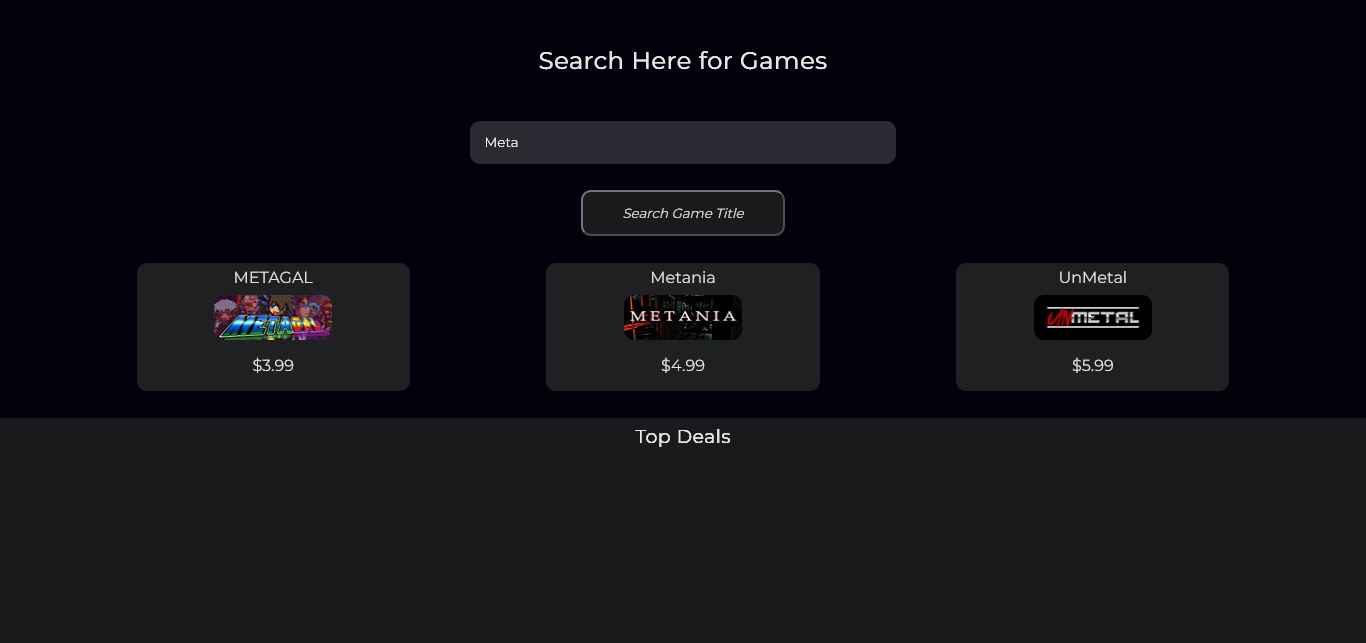 Search Here for Games
Meta
Search Game Title
METAGAL
METAGAL
$3.99
Metania
METANIA
$4.99
UnMetal
UNMETAL
$5.99
Top Deals